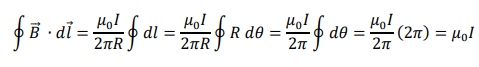 ∮ B⃗ · dl⃗ = μ₀I/2πR ∮ dl = μ₀I/2πR ∮ R dθ = μ₀I/2π ∮ dθ = μ₀I/2π (2π) = μ₀I